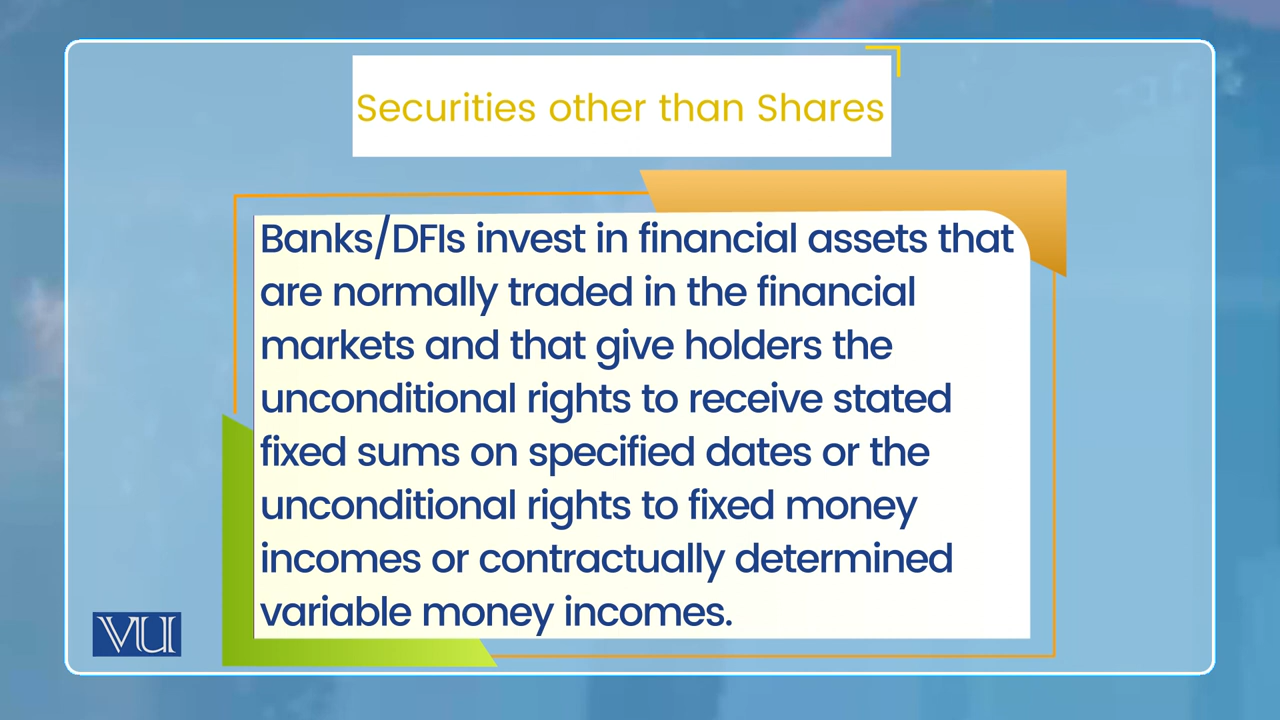 Securities other than Shares
Banks/DFIs invest in financial assets that
are normally traded in the financial
markets and that give holders the
unconditional rights to receive stated
fixed sums on specified dates or the
unconditional rights to fixed money
incomes or contractually determined
variable money incomes.
VU